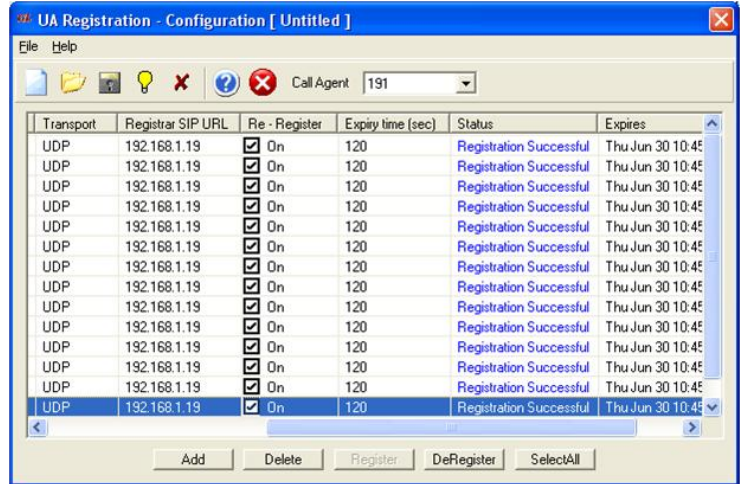 UA Registration - Configuration [ Untitled ]
File Help
Call Agent 191
Transport Registrar SIP URL Re - Register Expiry time (sec) Status Expires
UDP 192.168.1.19 On 120 Registration Successful Thu Jun 30 10:45
UDP 192.168.1.19 On 120 Registration Successful Thu Jun 30 10:45
UDP 192.168.1.19 On 120 Registration Successful Thu Jun 30 10:45
UDP 192.168.1.19 On 120 Registration Successful Thu Jun 30 10:45
UDP 192.168.1.19 On 120 Registration Successful Thu Jun 30 10:45
UDP 192.168.1.19 On 120 Registration Successful Thu Jun 30 10:45
UDP 192.168.1.19 On 120 Registration Successful Thu Jun 30 10:45
UDP 192.168.1.19 On 120 Registration Successful Thu Jun 30 10:45
UDP 192.168.1.19 On 120 Registration Successful Thu Jun 30 10:45
UDP 192.168.1.19 On 120 Registration Successful Thu Jun 30 10:45
UDP 192.168.1.19 On 120 Registration Successful Thu Jun 30 10:45
UDP 192.168.1.19 On 120 Registration Successful Thu Jun 30 10:45
UDP 192.168.1.19 On 120 Registration Successful Thu Jun 30 10:45
UDP 192.168.1.19 On 120 Registration Successful Thu Jun 30 10:45
Add Delete Register DeRegister SelectAll